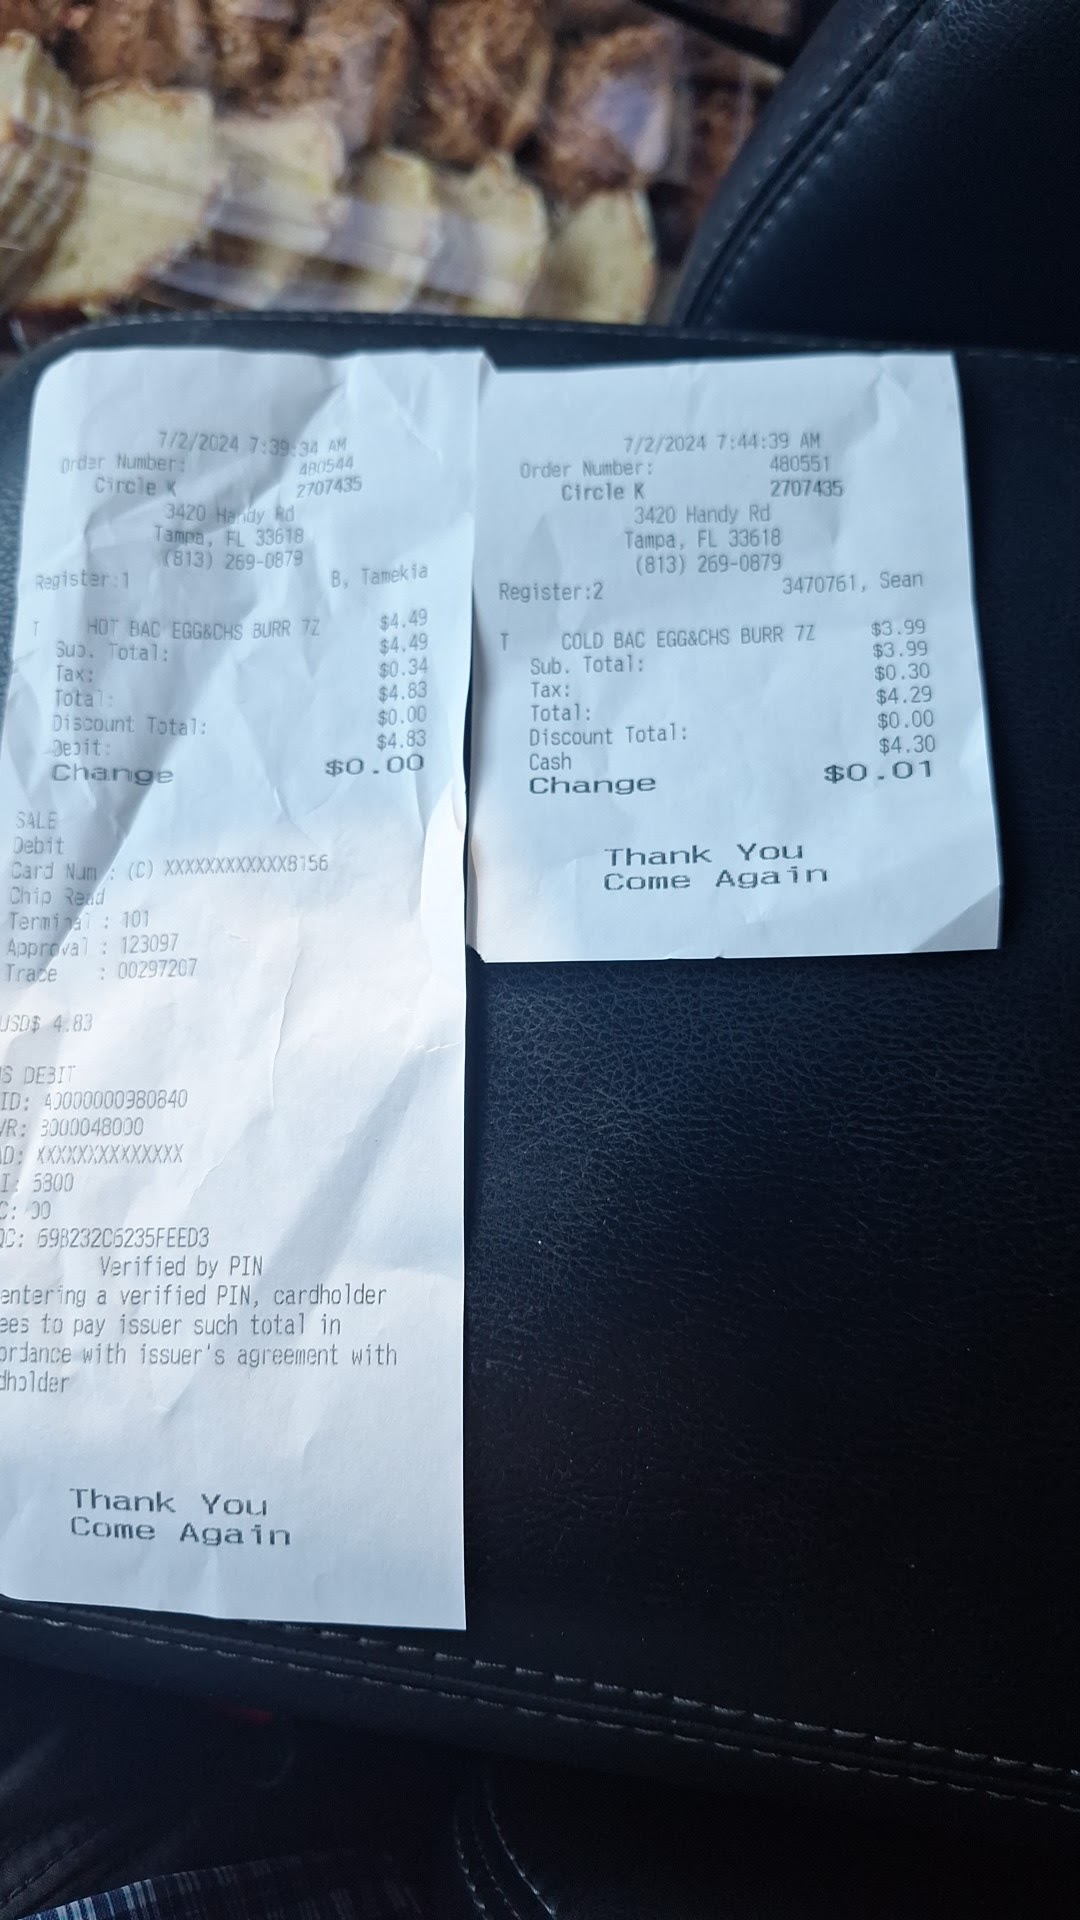 7/2/2024 7:39:34 AM
Order Number: 480544
Circle K 2707435
3420 Handy Rd
Tampa, FL 33618
(813) 269-0879
Register:1 B, Tamekia
T HOT BAC EGG&CHS BURR 7Z $4.49
Sub. Total: $4.49
Tax: $0.34
Total: $4.83
Discount Total: $0.00
Debit: $4.83
Change $0.00
SALE
Debit
Card Num : (C) XXXXXXXXXXXX8156
Chip Read
Terminal : 101
Approval : 123097
Trace : 00297207
USD$ 4.83
S DEBIT
ID: A0000000980840
VR: 8000048000
AD: XXXXXXXXXXXXXX
I: 6800
C: 00
QC: 69B232C6235FEED3
Verified by PIN
entering a verified PIN, cardholder
ees to pay issuer such total in
ordance with issuer's agreement with
dholder
Thank You
Come Again
7/2/2024 7:44:39 AM
Order Number: 480551
Circle K 2707435
3420 Handy Rd
Tampa, FL 33618
(813) 269-0879
Register:2 3470761, Sean
T COLD BAC EGG&CHS BURR 7Z $3.99
Sub. Total: $3.99
Tax: $0.30
Total: $4.29
Discount Total: $0.00
Cash $4.30
Change $0.01
Thank You
Come Again